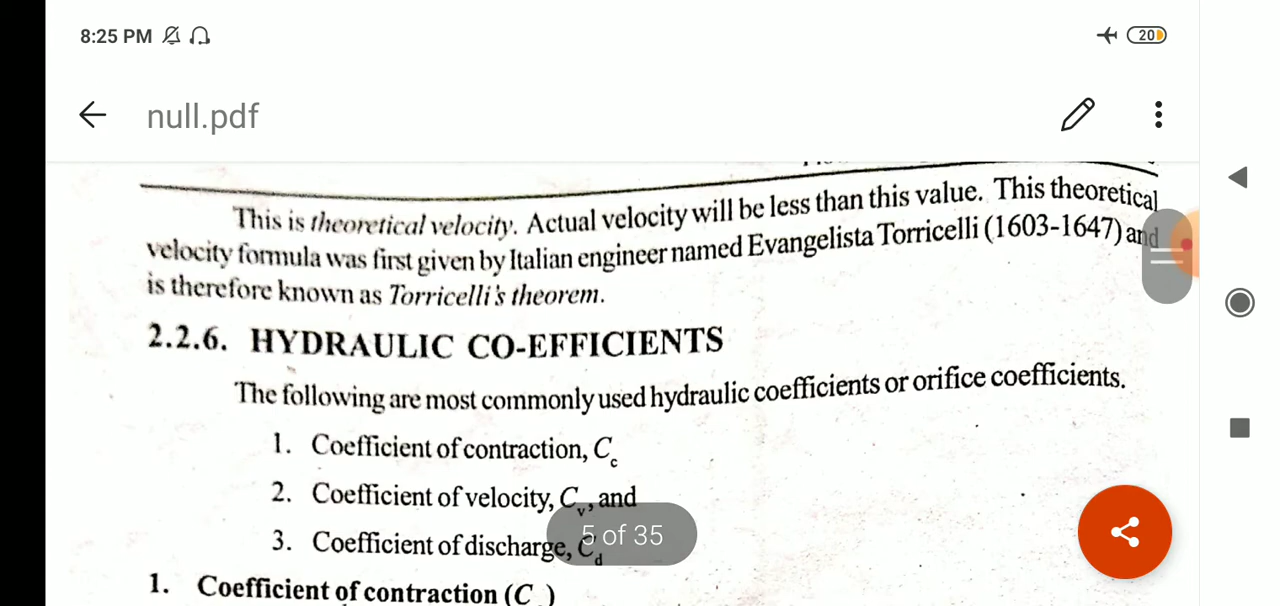 8:25 PM
20
null.pdf
This is theoretical velocity. Actual velocity will be less than this value. This theoretical
velocity formula was first given by Italian engineer named Evangelista Torricelli (1603-1647) and
is therefore known as Torricelli's theorem.
2.2.6. HYDRAULIC CO-EFFICIENTS
The following are most commonly used hydraulic coefficients or orifice coefficients.
1. Coefficient of contraction, Cc
2. Coefficient of velocity, Cv, and
3. Coefficient of discharge, Cd
5 of 35
1. Coefficient of contraction (C )